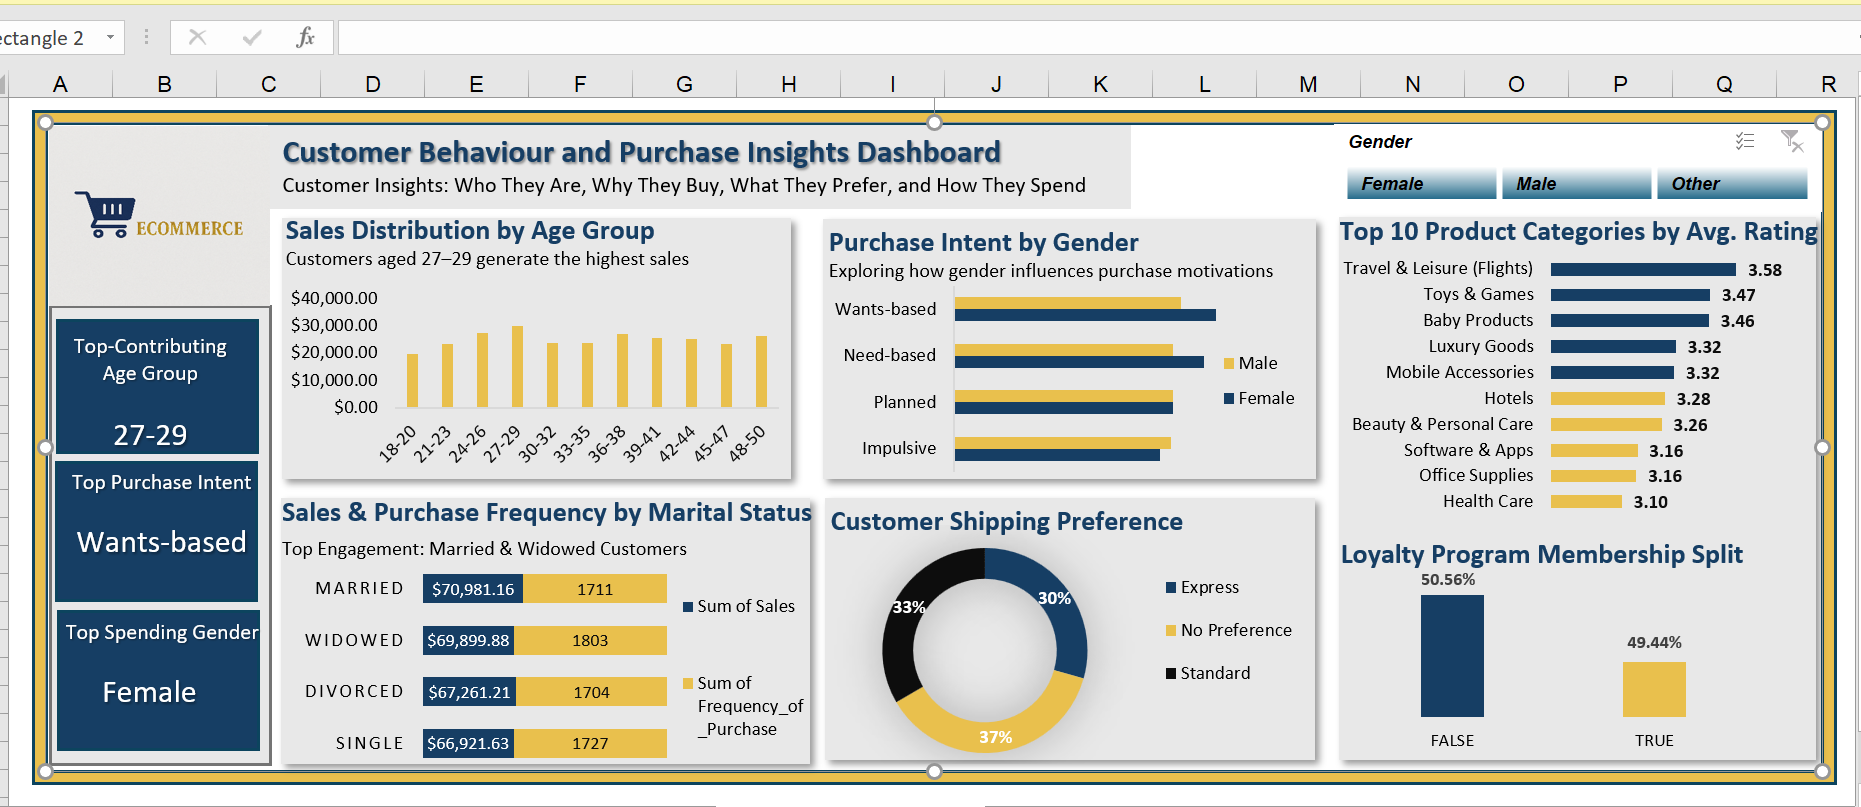 ectangle 2
fx
A B C D E F G H I J K L M N O P Q R
Customer Behaviour and Purchase Insights Dashboard
Customer Insights: Who They Are, Why They Buy, What They Prefer, and How They Spend
Gender
Female Male Other
ECOMMERCE
Top-Contributing
Age Group
27-29
Top Purchase Intent
Wants-based
Top Spending Gender
Female
Sales Distribution by Age Group
Customers aged 27–29 generate the highest sales
$40,000.00
$30,000.00
$20,000.00
$10,000.00
$0.00
18-20 21-23 24-26 27-29 30-32 33-35 36-38 39-41 42-44 45-47 48-50
Purchase Intent by Gender
Exploring how gender influences purchase motivations
Wants-based
Need-based
Planned
Impulsive
Male
Female
Top 10 Product Categories by Avg. Rating
Travel & Leisure (Flights) 3.58
Toys & Games 3.47
Baby Products 3.46
Luxury Goods 3.32
Mobile Accessories 3.32
Hotels 3.28
Beauty & Personal Care 3.26
Software & Apps 3.16
Office Supplies 3.16
Health Care 3.10
Sales & Purchase Frequency by Marital Status
Top Engagement: Married & Widowed Customers
MARRIED $70,981.16 1711
WIDOWED $69,899.88 1803
DIVORCED $67,261.21 1704
SINGLE $66,921.63 1727
Sum of Sales
Sum of
Frequency_of
_Purchase
Customer Shipping Preference
33%
30%
37%
Express
No Preference
Standard
Loyalty Program Membership Split
50.56%
49.44%
FALSE TRUE